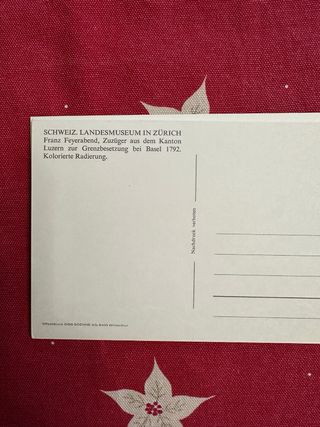 SCHWEIZ. LANDESMUSEUM IN ZÜRICH
Franz Feyerabend, Zuzüger aus dem Kanton
Luzern zur Grenzbesetzung bei Basel 1792.
Kolorierte Radierung.
Nachdruck verboten